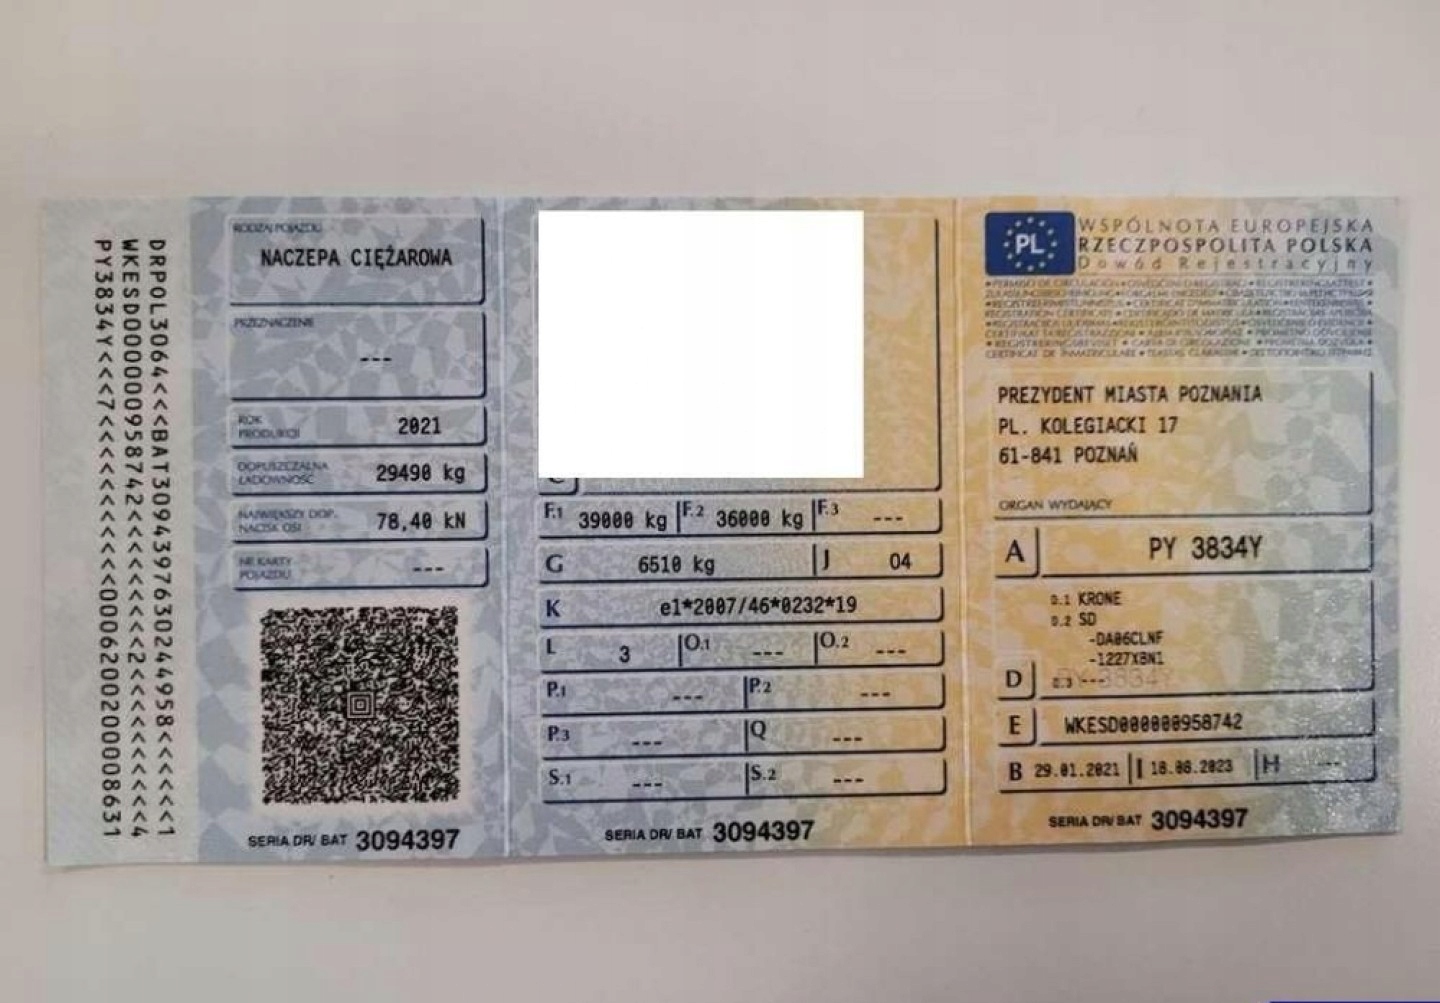 DRPOL3064<<<BAT3094397630244958<<<<<1
WKESD000000958742<<<<<<<2<<<<<<<<<<4
PY3834Y<<<7<<<<<<<<<<0006200200008631
RODZAJ POJAZDU
NACZEPA CIĘŻAROWA
PRZEZNACZENIE
---
ROK PRODUKCJI 2021
DOPUSZCZALNA ŁADOWNOŚĆ 29490 kg
NAJWIĘKSZY DOP. NACISK OSI 78,40 kN
NR KARTY POJAZDU ---
SERIA DR/ BAT 3094397
F.1 39000 kg F.2 36000 kg F.3 ---
G 6510 kg J 04
K e1*2007/46*0232*19
L 3 O.1 --- O.2 ---
P.1 --- P.2 ---
P.3 --- Q ---
S.1 --- S.2 ---
SERIA DR/ BAT 3094397
PL
WSPÓLNOTA EUROPEJSKA
RZECZPOSPOLITA POLSKA
Dowód Rejestracyjny
PREZYDENT MIASTA POZNANIA
PL. KOLEGIACKI 17
61-841 POZNAŃ
ORGAN WYDAJĄCY
A PY 3834Y
D.1 KRONE
D.2 SD
-DA06CLNF
-1227XBN1
D D.3 ---
E WKESD000000958742
B 29.01.2021 I 18.08.2023 H ---
SERIA DR/ BAT 3094397